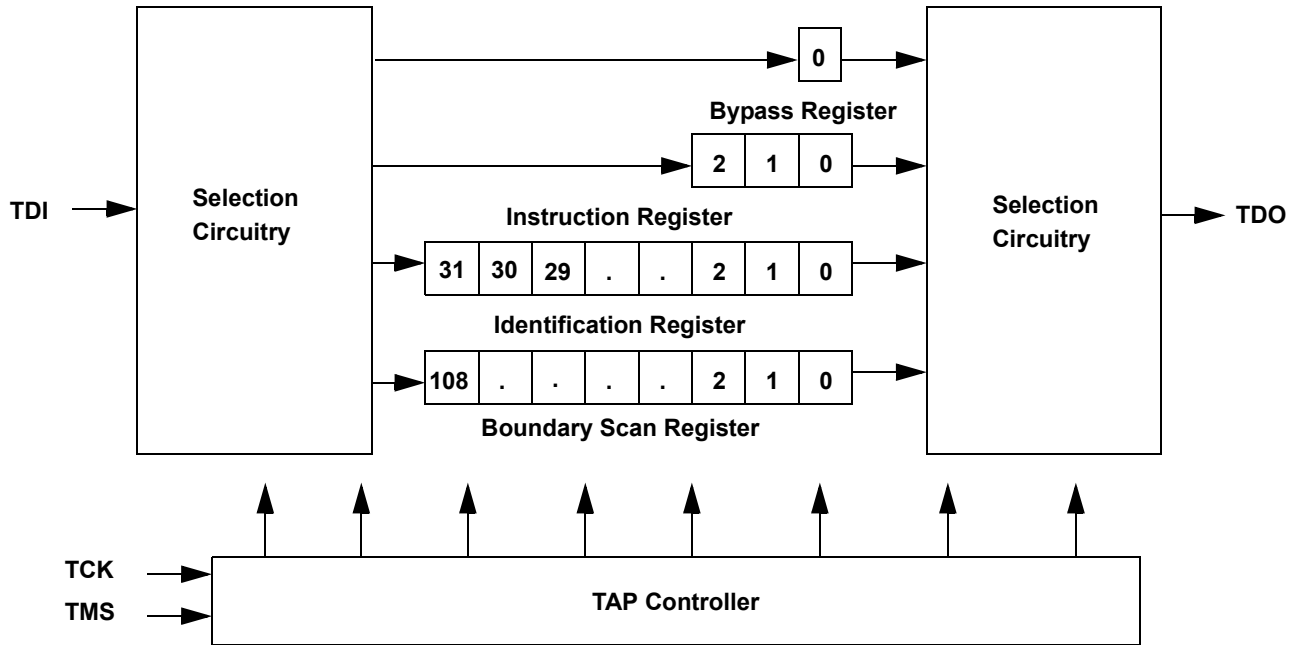 0
Bypass Register
2 1 0
TDI
Selection
Circuitry
Selection
Circuitry
TDO
Instruction Register
31 30 29 . . 2 1 0
Identification Register
108 . . . . 2 1 0
Boundary Scan Register
TCK
TMS
TAP Controller